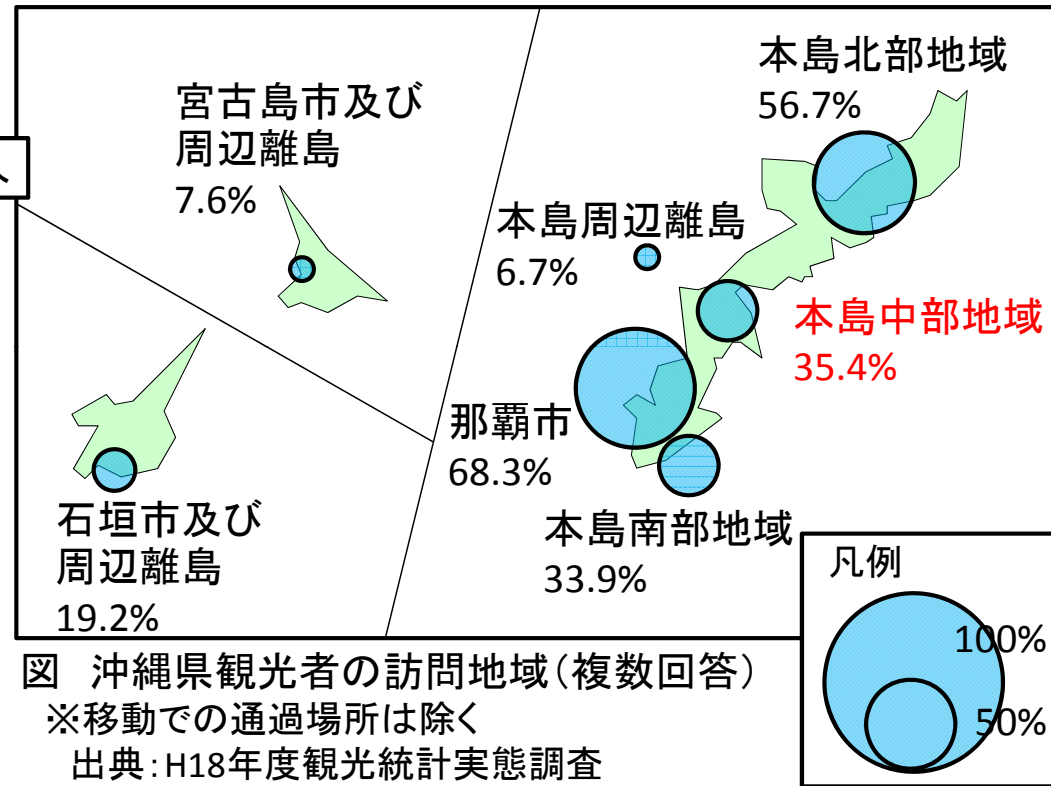 本島北部地域
56.7%
宮古島市及び
周辺離島
7.6%
本島周辺離島
6.7%
本島中部地域
35.4%
那覇市
68.3%
本島南部地域
33.9%
石垣市及び
周辺離島
19.2%
凡例
100%
50%
図 沖縄県観光者の訪問地域（複数回答）
※移動での通過場所は除く
出典：H18年度観光統計実態調査